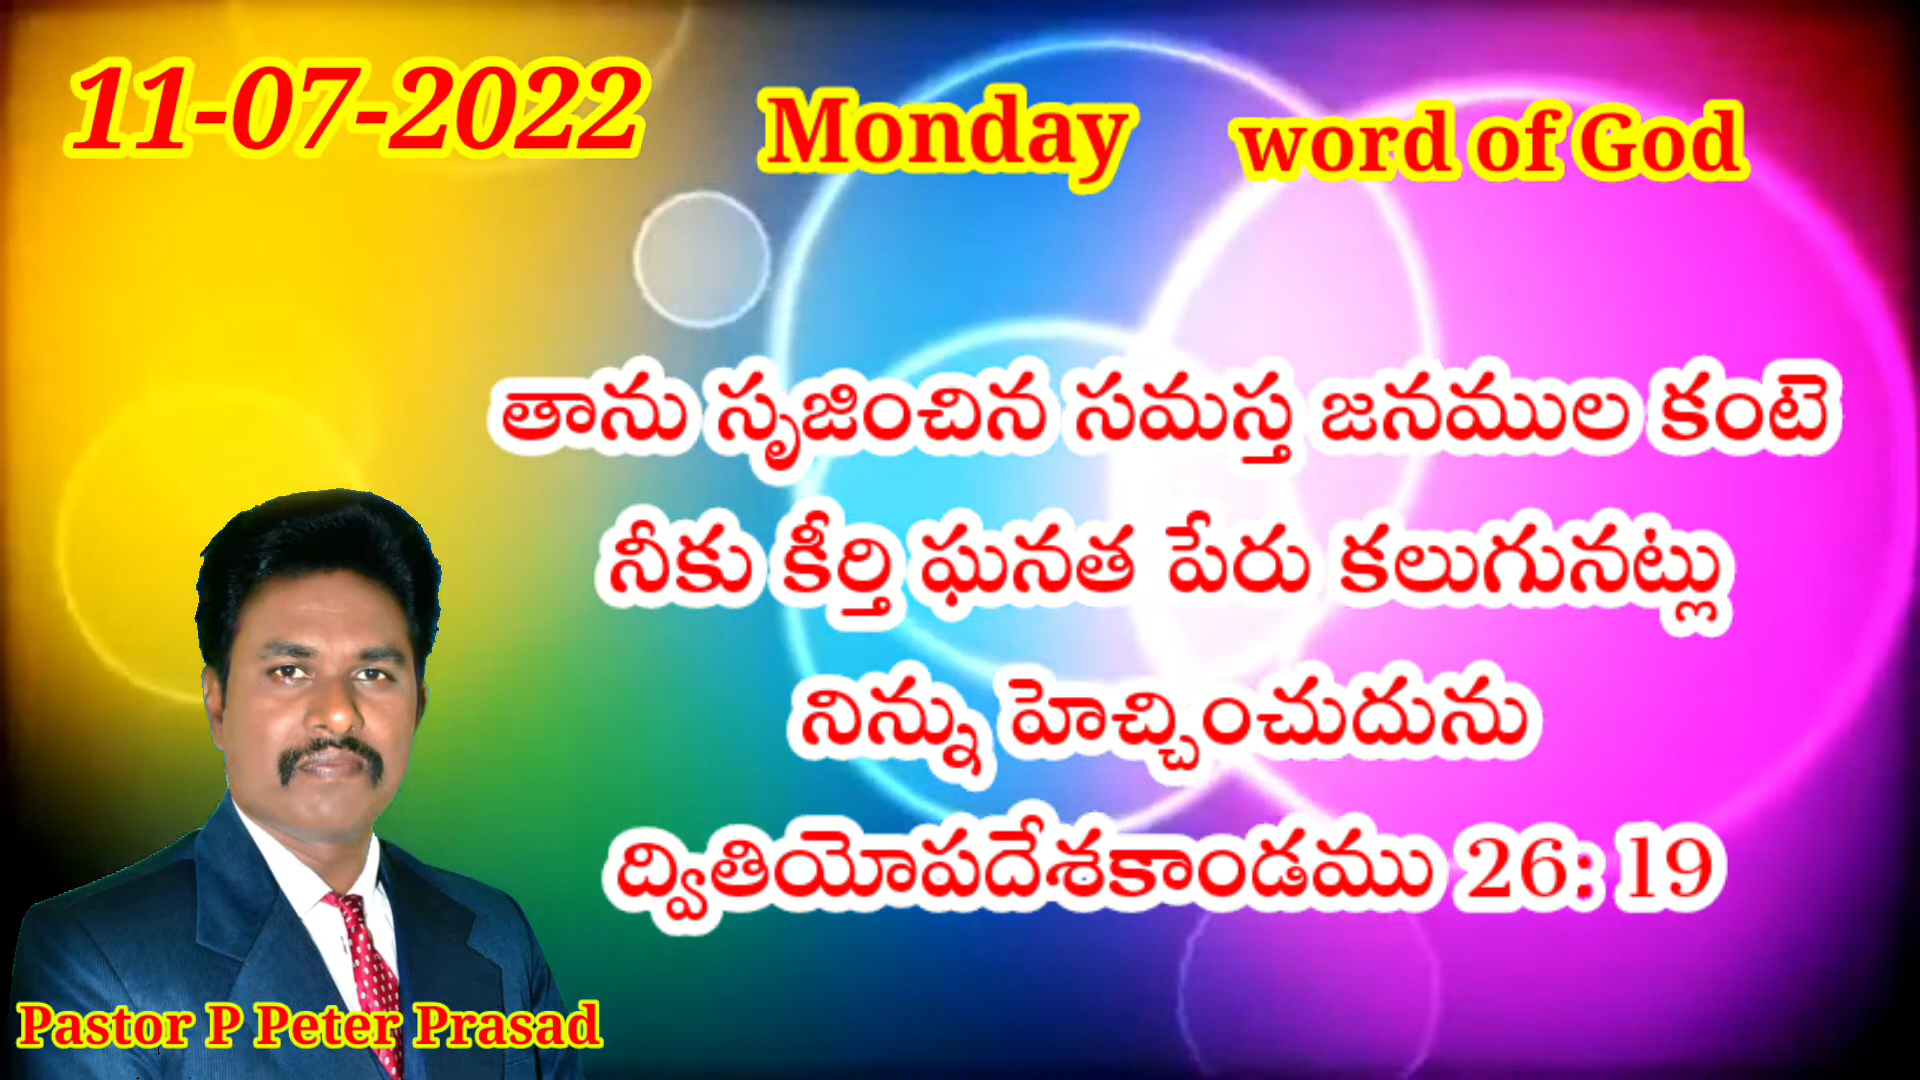 11-07-2022 Monday word of God
తాను సృజించిన సమస్త జనముల కంటె
నీకు కీర్తి ఘనత పేరు కలుగునట్లు
నిన్ను హెచ్చించుదును
ద్వితియోపదేశకాండము 26: 19
Pastor P Peter Prasad